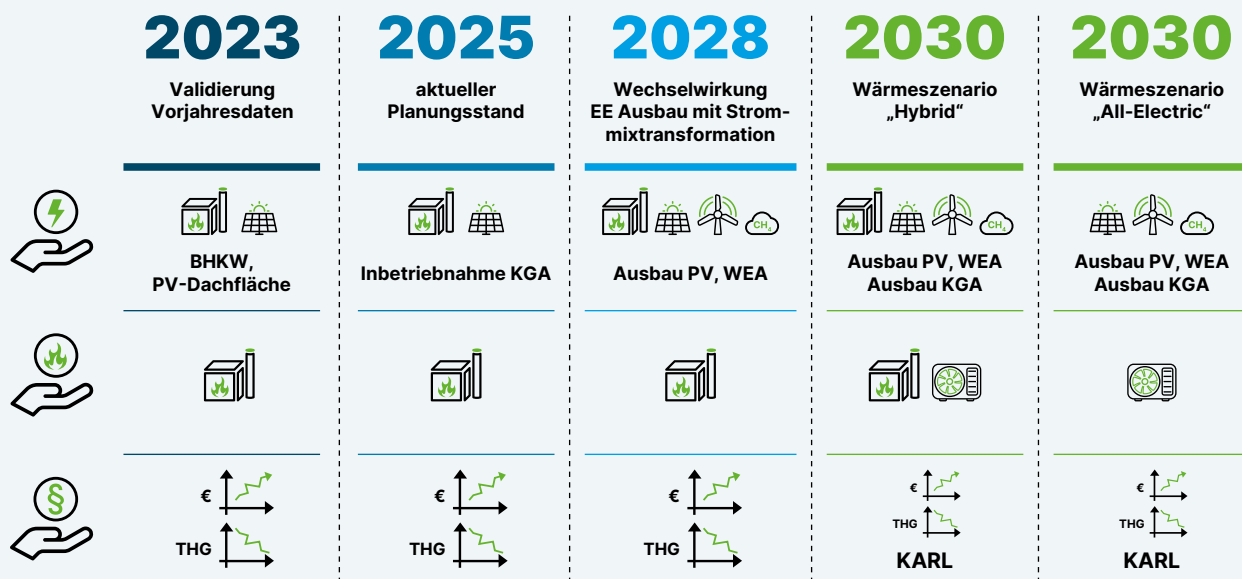 2023
Validierung
Vorjahresdaten
2025
aktueller
Planungsstand
2028
Wechselwirkung
EE Ausbau mit Strom-
mixtransformation
2030
Wärmeszenario
„Hybrid“
2030
Wärmeszenario
„All-Electric“
CH₄
CH₄
CH₄
BHKW,
PV-Dachfläche
Inbetriebnahme KGA
Ausbau PV, WEA
Ausbau PV, WEA
Ausbau KGA
Ausbau PV, WEA
Ausbau KGA
§
€
€
€
€
€
THG
THG
THG
THG
THG
KARL
KARL